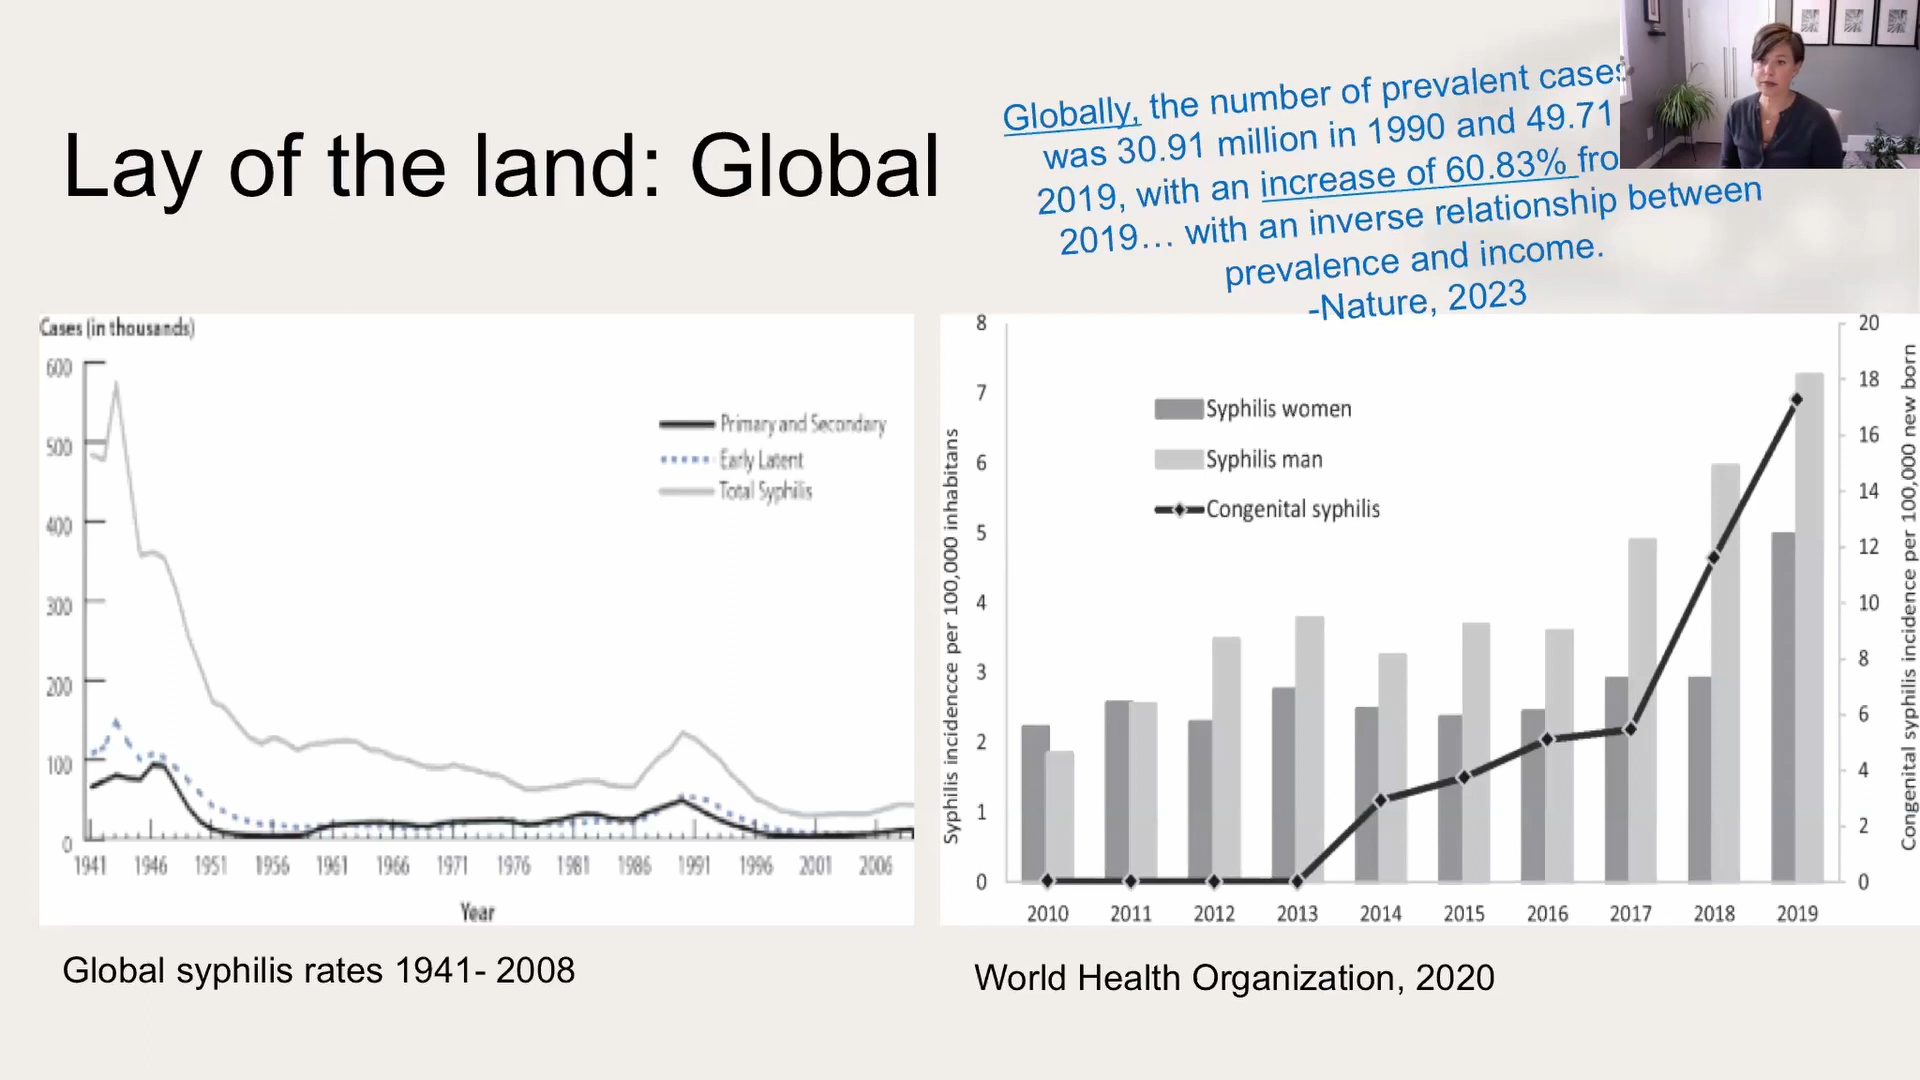 Lay of the land: Global
Globally, the number of prevalent cases
was 30.91 million in 1990 and 49.71
2019, with an increase of 60.83%
2019… with an inverse relationship between
prevalence and income.
-Nature, 2023
Cases (in thousands)
600
500
400
300
200
100
0
Primary and Secondary
Early Latent
Total Syphilis
1941 1946 1951 1956 1961 1966 1971 1976 1981 1986 1991 1996 2001 2006
Year
Global syphilis rates 1941- 2008
Syphilis incidencce per 100,000 inhabitans
8
7
6
5
4
3
2
1
0
Syphilis women
Syphilis man
Congenital syphilis
20
18
16
14
12
10
8
6
4
2
0
Congenital syphilis incidence per 100,000 new born
2010 2011 2012 2013 2014 2015 2016 2017 2018 2019
World Health Organization, 2020